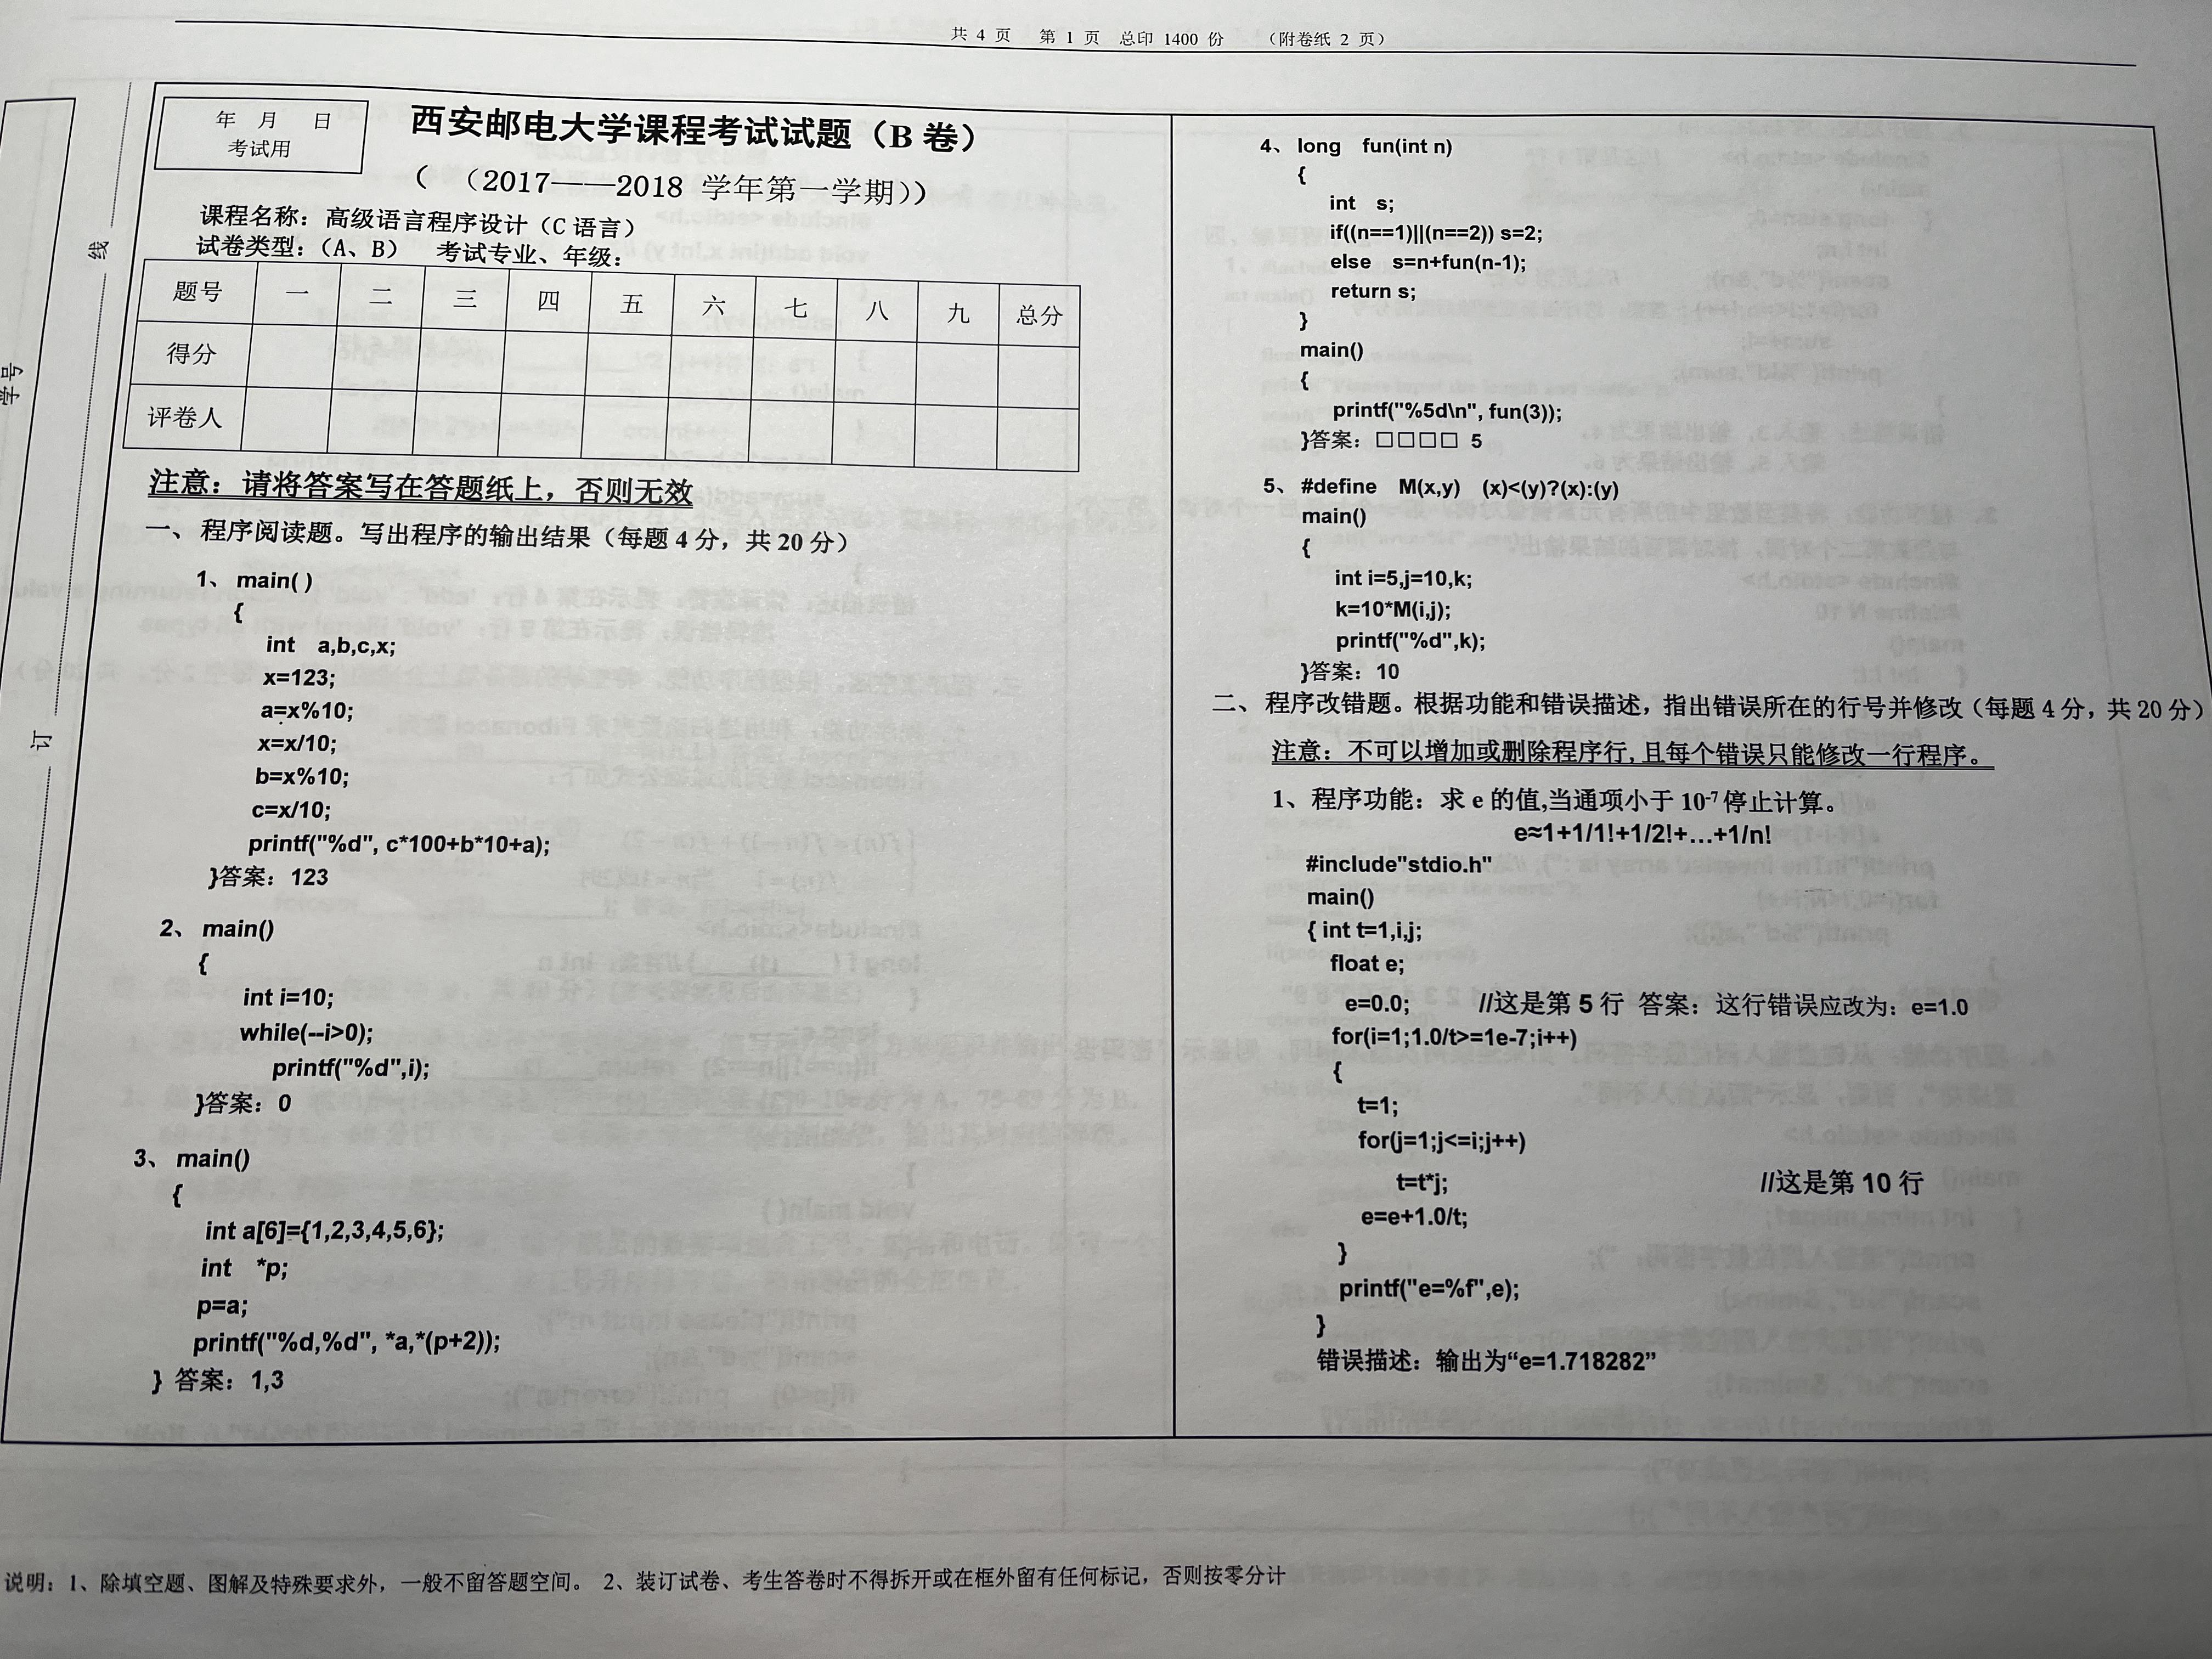 共 4 页 第 1 页 总印 1400 份 （附卷纸 2 页）
年 月 日
考试用
西安邮电大学课程考试试题（B 卷）
（ （2017——2018 学年第一学期））
课程名称：高级语言程序设计（C 语言）
试卷类型：（A、B） 考试专业、年级：
题号 一 二 三 四 五 六 七 八 九 总分
得分
评卷人
注意：请将答案写在答题纸上，否则无效
一、程序阅读题。写出程序的输出结果（每题 4 分，共 20 分）
1、 main( )
{
int a,b,c,x;
x=123;
a=x%10;
x=x/10;
b=x%10;
c=x/10;
printf("%d", c*100+b*10+a);
}答案：123
2、 main()
{
int i=10;
while(--i>0);
printf("%d",i);
}答案：0
3、 main()
{
int a[6]={1,2,3,4,5,6};
int *p;
p=a;
printf("%d,%d", *a,*(p+2));
} 答案：1,3
4、 long fun(int n)
{
int s;
if((n==1)||(n==2)) s=2;
else s=n+fun(n-1);
return s;
}
main()
{
printf("%5d\n", fun(3));
}答案：□□□□ 5
5、 #define M(x,y) (x)<(y)?(x):(y)
main()
{
int i=5,j=10,k;
k=10*M(i,j);
printf("%d",k);
}答案：10
二、程序改错题。根据功能和错误描述，指出错误所在的行号并修改（每题 4 分，共 20 分）
注意：不可以增加或删除程序行,且每个错误只能修改一行程序。
1、程序功能：求 e 的值,当通项小于 10-7 停止计算。
e≈1+1/1!+1/2!+…+1/n!
#include"stdio.h"
main()
{ int t=1,i,j;
float e;
e=0.0; //这是第 5 行 答案：这行错误应改为：e=1.0
for(i=1;1.0/t>=1e-7;i++)
{
t=1;
for(j=1;j<=i;j++)
t=t*j; //这是第 10 行
e=e+1.0/t;
}
printf("e=%f",e);
}
错误描述：输出为“e=1.718282”
学号
线
订
说明：1、除填空题、图解及特殊要求外，一般不留答题空间。 2、装订试卷、考生答卷时不得拆开或在框外留有任何标记，否则按零分计